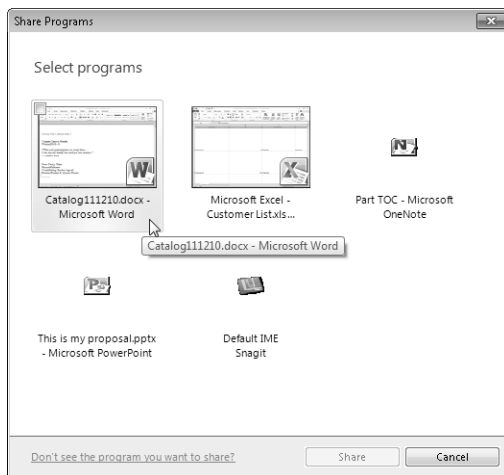 Share Programs
Select programs
Catalog111210.docx -
Microsoft Word
Microsoft Excel -
Customer List.xls...
Part TOC - Microsoft
OneNote
Catalog111210.docx - Microsoft Word
This is my proposal.pptx
- Microsoft PowerPoint
Default IME
Snagit
Don't see the program you want to share?
Share
Cancel